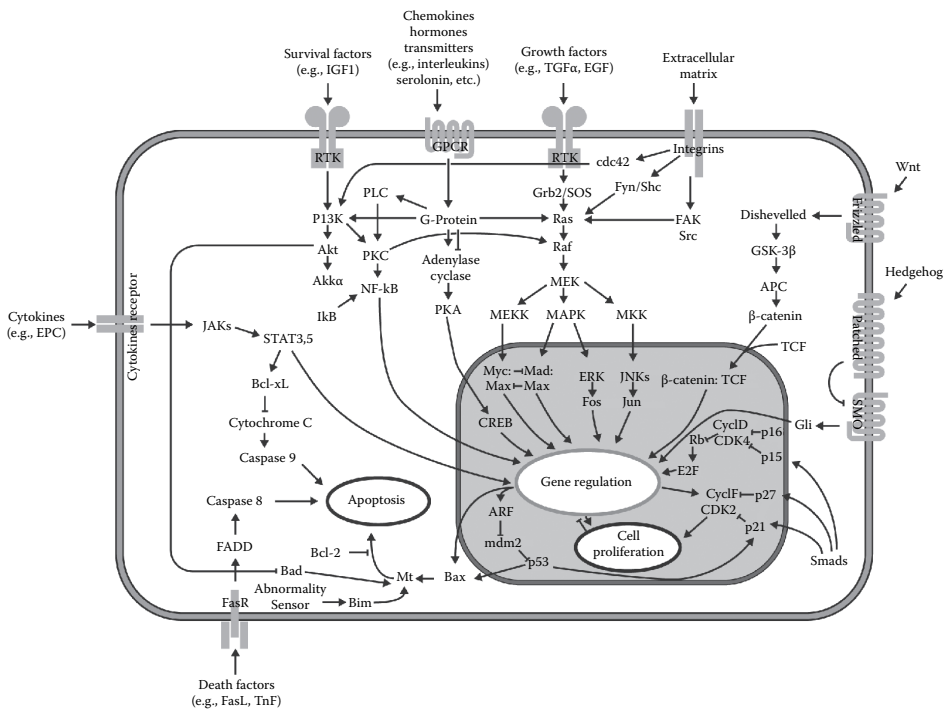 Chemokines
hormones
transmitters
(e.g., interleukins)
serolonin, etc.)
Survival factors
(e.g., IGF1)
Growth factors
(e.g., TGFα, EGF)
Extracellular
matrix
RTK
GPCR
RTK
Integrins
cdc42
Wnt
Fyn/Shc
PLC
Grb2/SOS
P13K
G-Protein
Ras
FAK
Src
Dishevelled
Frizzled
Akt
PKC
Raf
Adenylase
cyclase
GSK-3β
Akkα
NF-kB
MEK
APC
Hedgehog
IkB
PKA
MEKK
MAPK
MKK
β-catenin
Cytokines
(e.g., EPC)
Cytokines receptor
JAKs
STAT3,5
TCF
Patched
Myc:
Mad:
Max
Max
ERK
JNKs
β-catenin: TCF
Bcl-xL
Fos
Jun
SMO
Cytochrome C
CREB
CyclD
CDK4
p16
Gli
Rb
p15
Caspase 9
E2F
Gene regulation
Caspase 8
Apoptosis
CyclF
CDK2
p27
ARF
p21
FADD
Bcl-2
mdm2
Cell
proliferation
p53
Smads
Bad
Mt
Bax
Abnormality
Sensor
Bim
FasR
Death factors
(e.g., FasL, TnF)